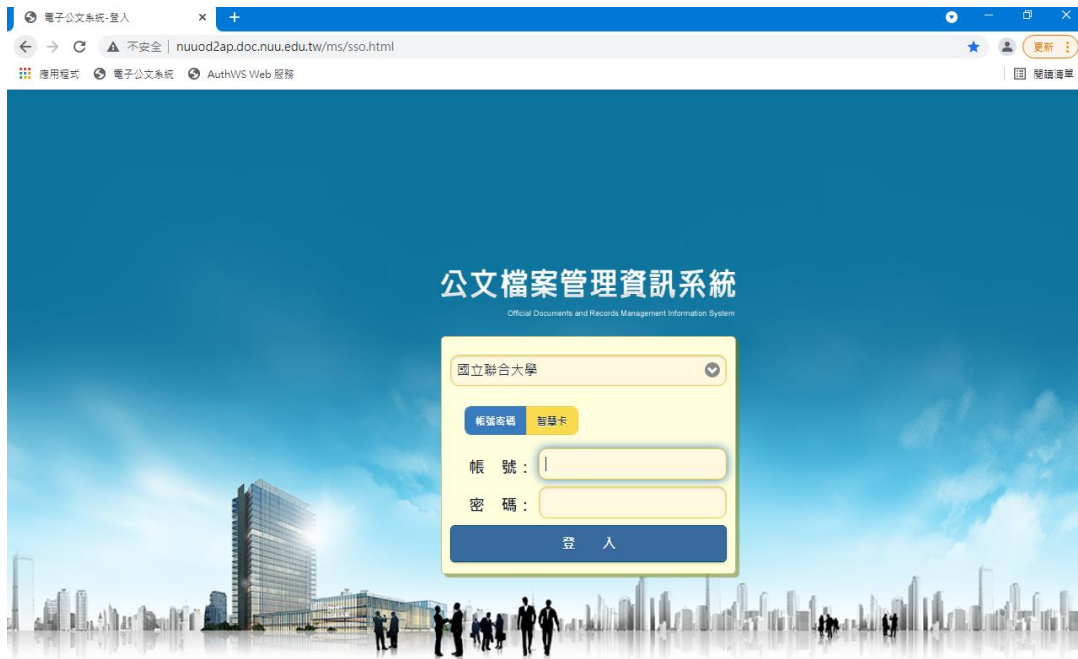 電子公文系統-登入
不安全 | nuuod2ap.doc.nuu.edu.tw/ms/sso.html
更新
應用程式 電子公文系統 AuthWS Web 服務 閱讀清單
公文檔案管理資訊系統
Official Documents and Records Management Information System
國立聯合大學
帳號密碼 智慧卡
帳 號：
密 碼：
登 入